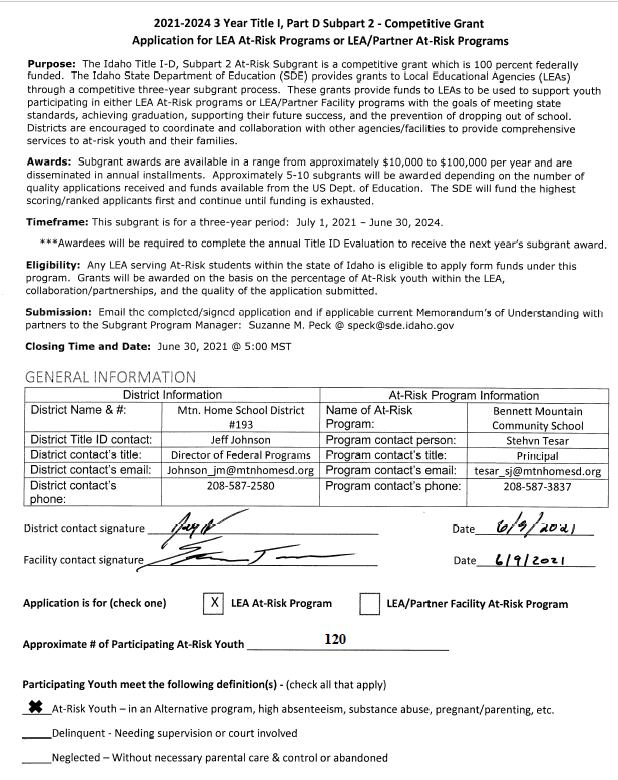 2021-2024 3 Year Title I, Part D Subpart 2 - Competitive Grant
Application for LEA At-Risk Programs or LEA/Partner At-Risk Programs
Purpose: The Idaho Title I-D, Subpart 2 At-Risk Subgrant is a competitive grant which is 100 percent federally
funded. The Idaho State Department of Education (SDE) provides grants to Local Educational Agencies (LEAs)
through a competitive three-year subgrant process. These grants provide funds to LEAs to be used to support youth
participating in either LEA At-Risk programs or LEA/Partner Facility programs with the goals of meeting state
standards, achieving graduation, supporting their future success, and the prevention of dropping out of school.
Districts are encouraged to coordinate and collaboration with other agencies/facilities to provide comprehensive
services to at-risk youth and their families.
Awards: Subgrant awards are available in a range from approximately $10,000 to $100,000 per year and are
disseminated in annual installments. Approximately 5-10 subgrants will be awarded depending on the number of
quality applications received and funds available from the US Dept. of Education. The SDE will fund the highest
scoring/ranked applicants first and continue until funding is exhausted.
Timeframe: This subgrant is for a three-year period: July 1, 2021 – June 30, 2024.
***Awardees will be required to complete the annual Title ID Evaluation to receive the next year's subgrant award.
Eligibility: Any LEA serving At-Risk students within the state of Idaho is eligible to apply form funds under this
program. Grants will be awarded on the basis on the percentage of At-Risk youth within the LEA,
collaboration/partnerships, and the quality of the application submitted.
Submission: Email the completed/signed application and if applicable current Memorandum's of Understanding with
partners to the Subgrant Program Manager: Suzanne M. Peck @ speck@sde.idaho.gov
Closing Time and Date: June 30, 2021 @ 5:00 MST
GENERAL INFORMATION
District Information At-Risk Program Information
District Name & #: Mtn. Home School District #193 Name of At-Risk Program: Bennett Mountain Community School
District Title ID contact: Jeff Johnson Program contact person: Stehvn Tesar
District contact's title: Director of Federal Programs Program contact's title: Principal
District contact's email: Johnson_jm@mtnhomesd.org Program contact's email: tesar_sj@mtnhomesd.org
District contact's phone: 208-587-2580 Program contact's phone: 208-587-3837
District contact signature Date 6/9/2021
Facility contact signature Date 6/9/2021
Application is for (check one) X LEA At-Risk Program LEA/Partner Facility At-Risk Program
Approximate # of Participating At-Risk Youth 120
Participating Youth meet the following definition(s) - (check all that apply)
✖ At-Risk Youth – in an Alternative program, high absenteeism, substance abuse, pregnant/parenting, etc.
Delinquent - Needing supervision or court involved
Neglected – Without necessary parental care & control or abandoned